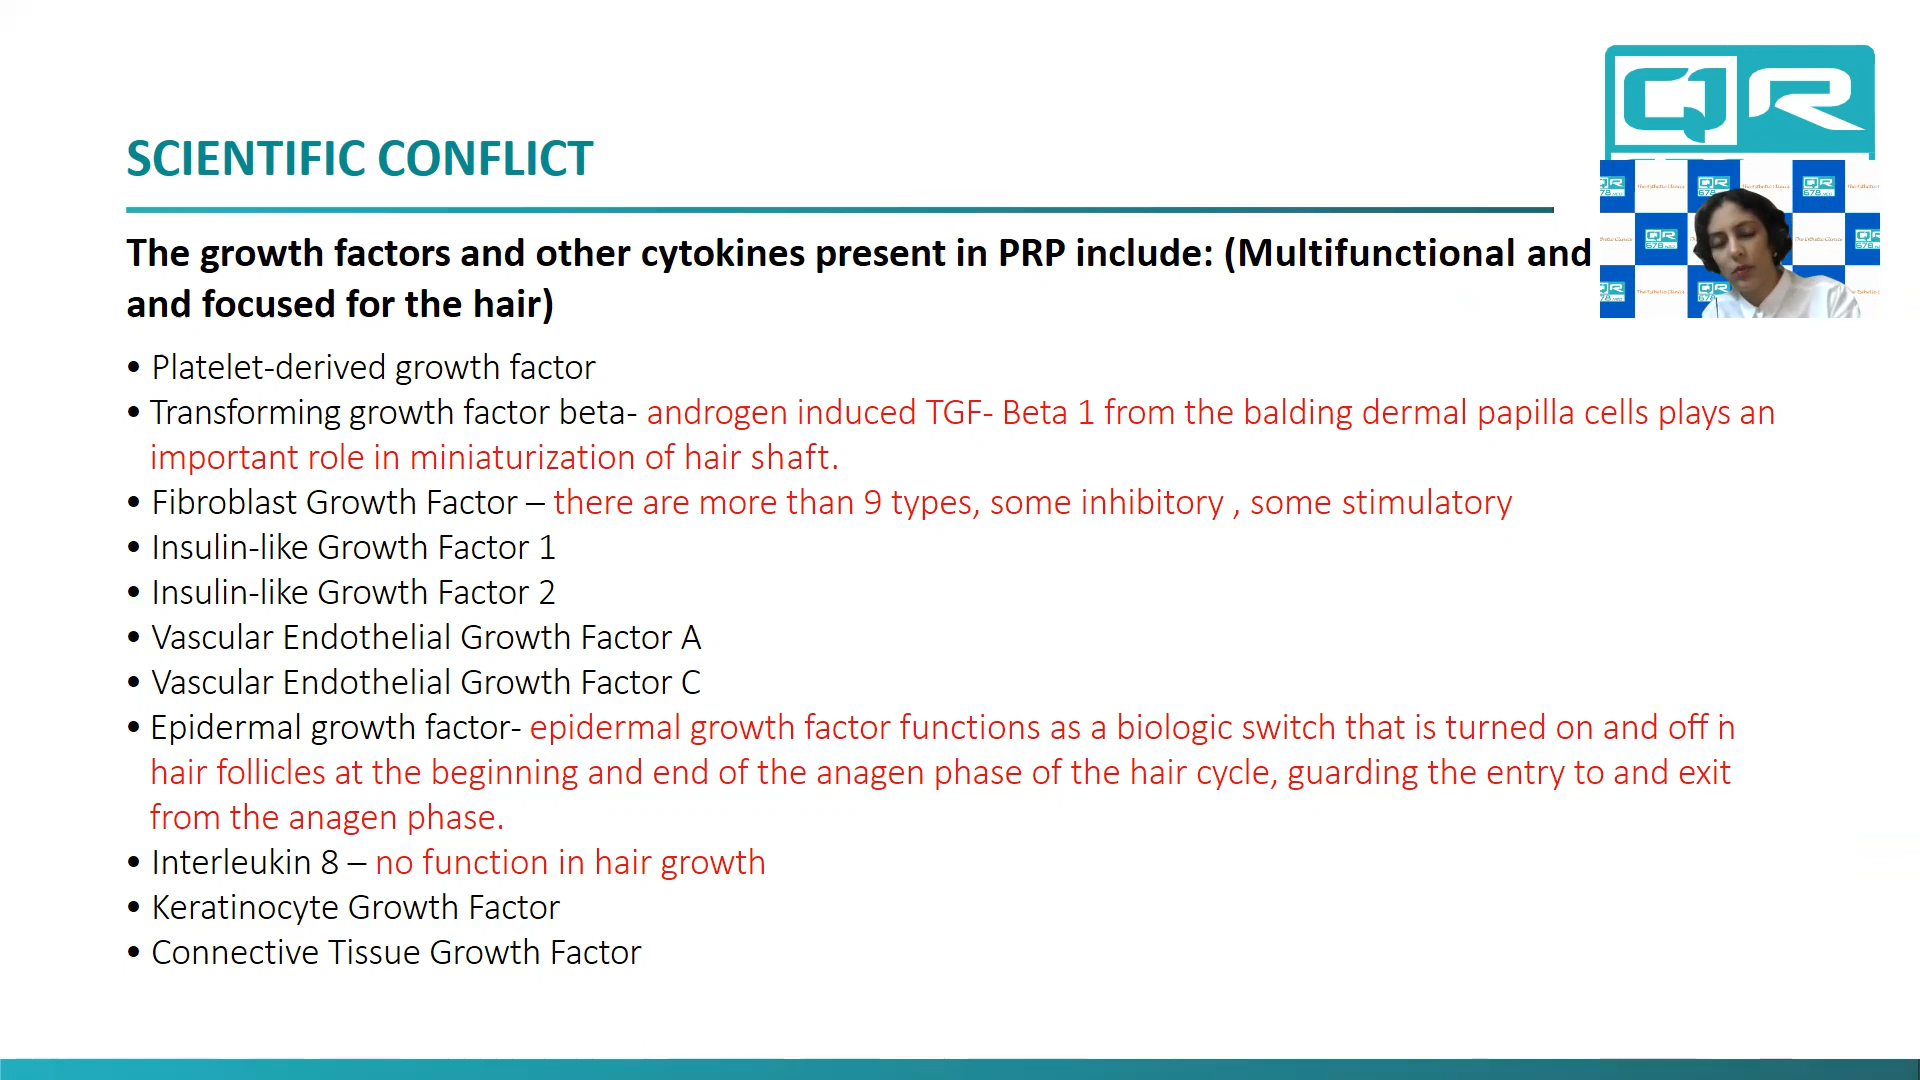 QR
SCIENTIFIC CONFLICT
The growth factors and other cytokines present in PRP include: (Multifunctional and
and focused for the hair)
• Platelet-derived growth factor
• Transforming growth factor beta- androgen induced TGF- Beta 1 from the balding dermal papilla cells plays an
important role in miniaturization of hair shaft.
• Fibroblast Growth Factor – there are more than 9 types, some inhibitory , some stimulatory
• Insulin-like Growth Factor 1
• Insulin-like Growth Factor 2
• Vascular Endothelial Growth Factor A
• Vascular Endothelial Growth Factor C
• Epidermal growth factor- epidermal growth factor functions as a biologic switch that is turned on and off n
hair follicles at the beginning and end of the anagen phase of the hair cycle, guarding the entry to and exit
from the anagen phase.
• Interleukin 8 – no function in hair growth
• Keratinocyte Growth Factor
• Connective Tissue Growth Factor